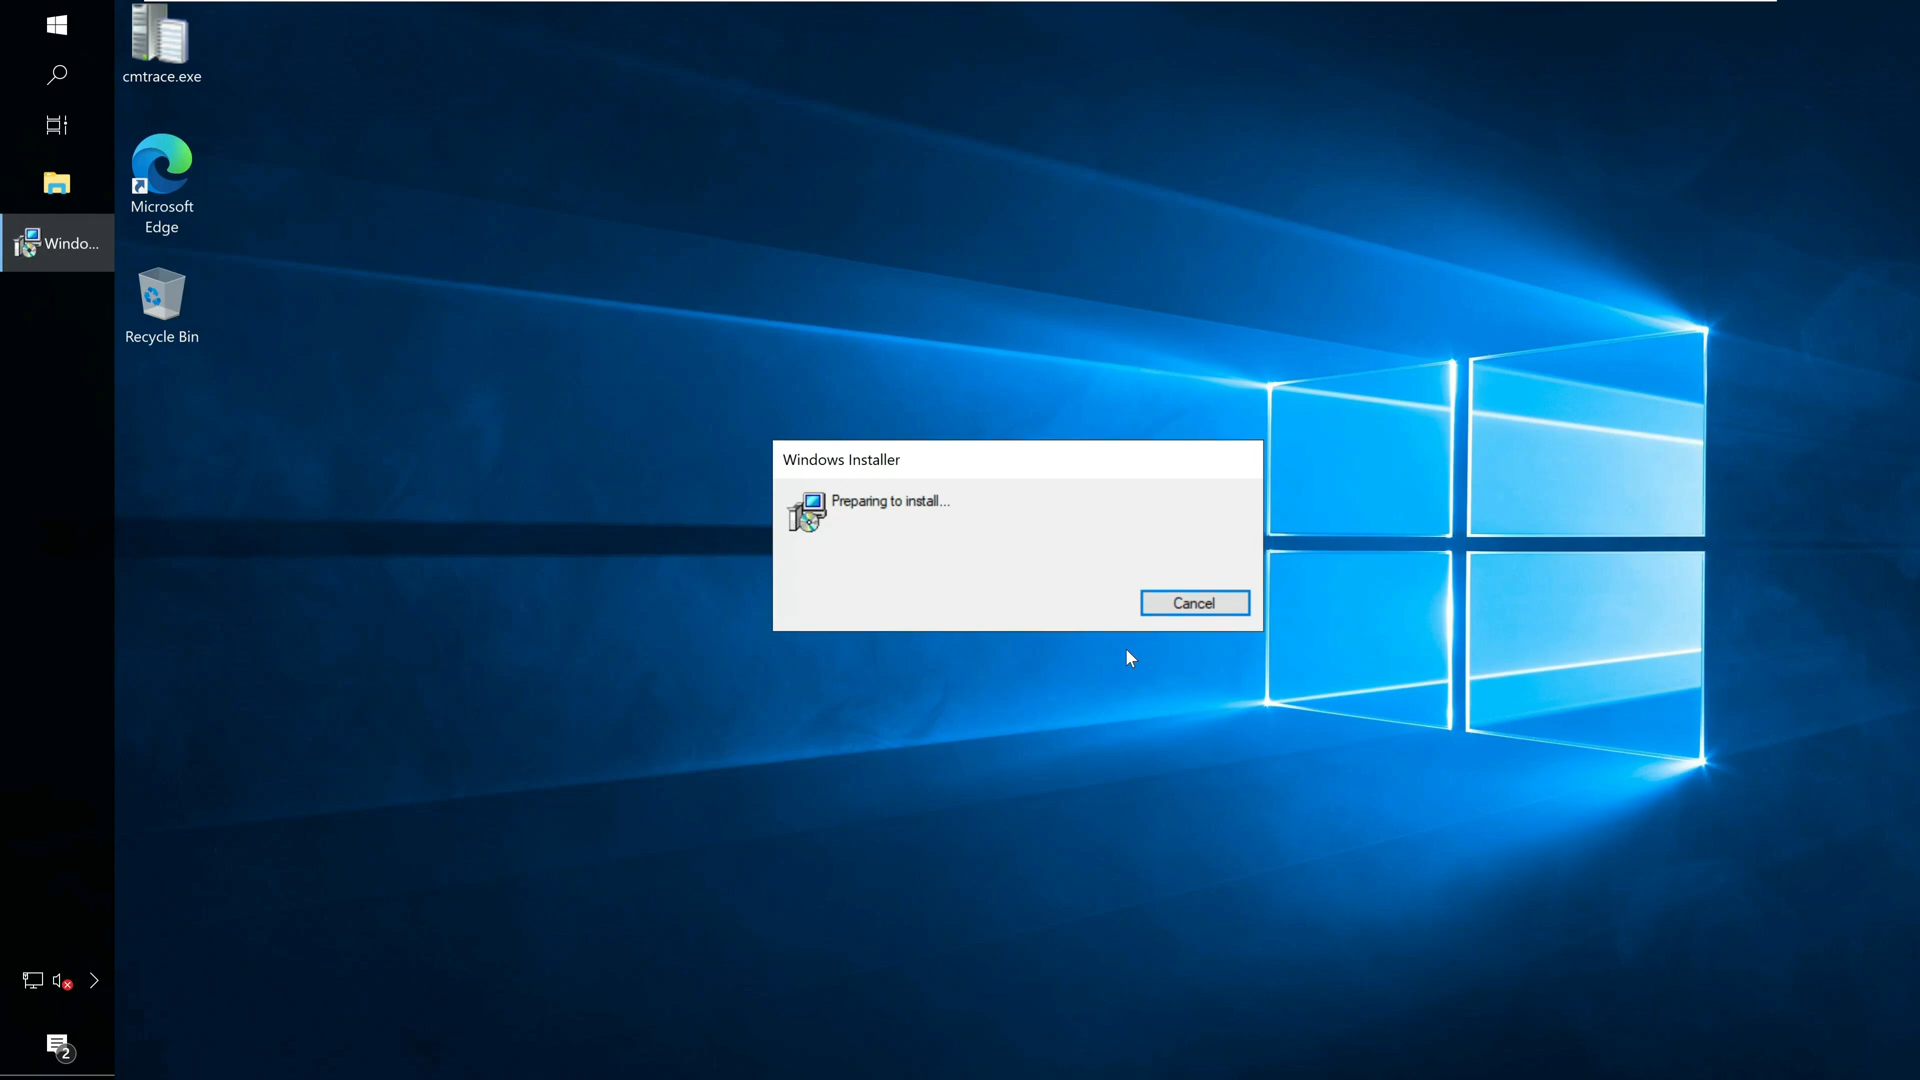 cmtrace.exe
Microsoft
Edge
Windo...
Recycle Bin
Windows Installer
Preparing to install...
Cancel
2